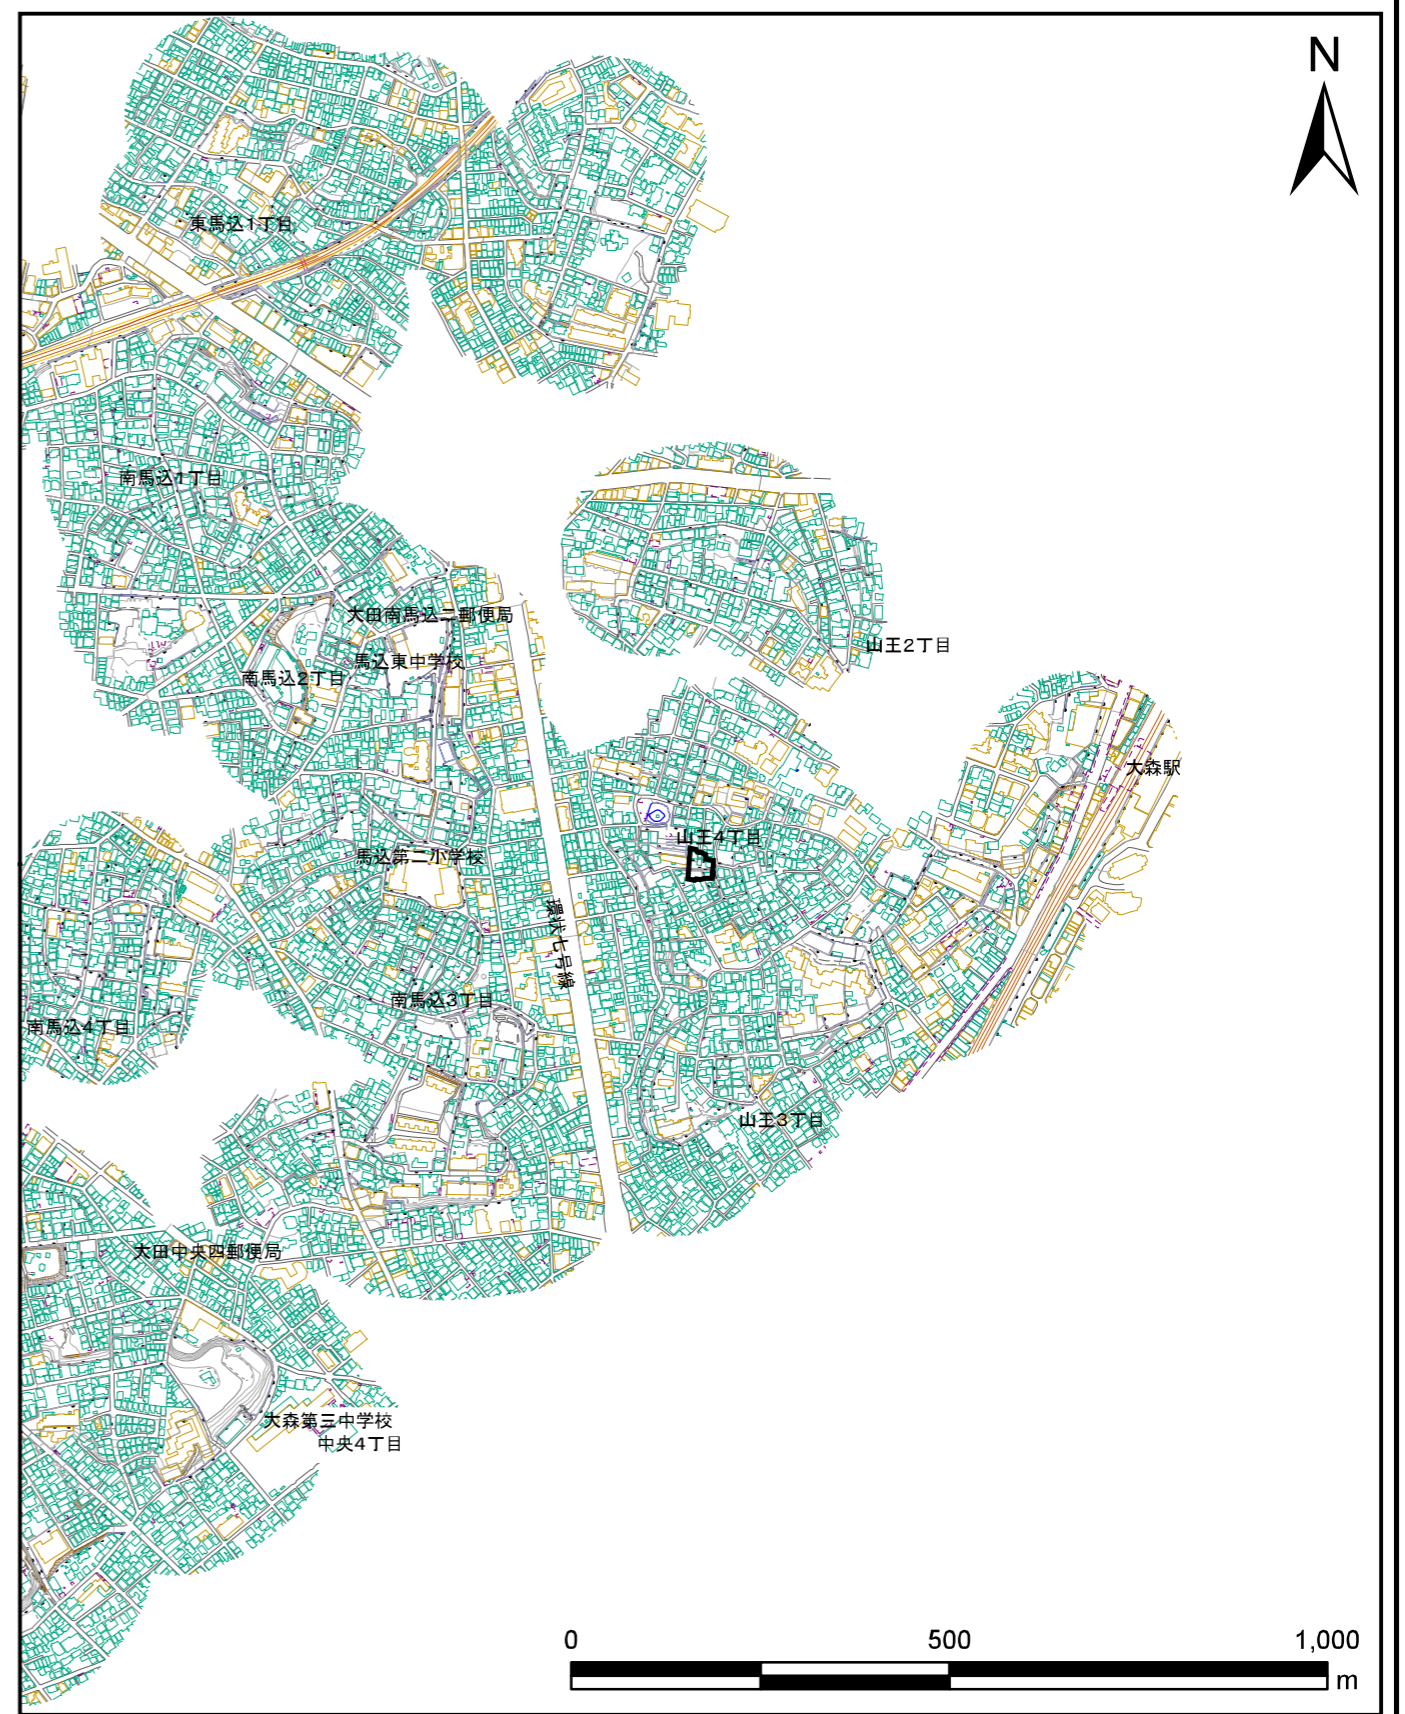 N
東馬込1丁目
南馬込1丁目
大田南馬込二郵便局
山王2丁目
馬込東中学校
南馬込2丁目
大森駅
山王4丁目
馬込第二小学校
環状七号線
南馬込3丁目
南馬込4丁目
山王3丁目
大田中央四郵便局
大森第三中学校
中央4丁目
0 500 1,000
m